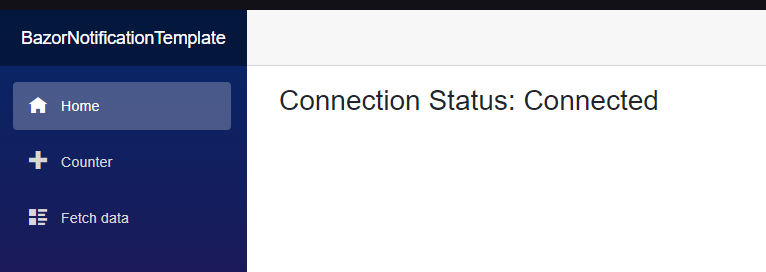 BazorNotificationTemplate
Home
Counter
Fetch data
Connection Status: Connected